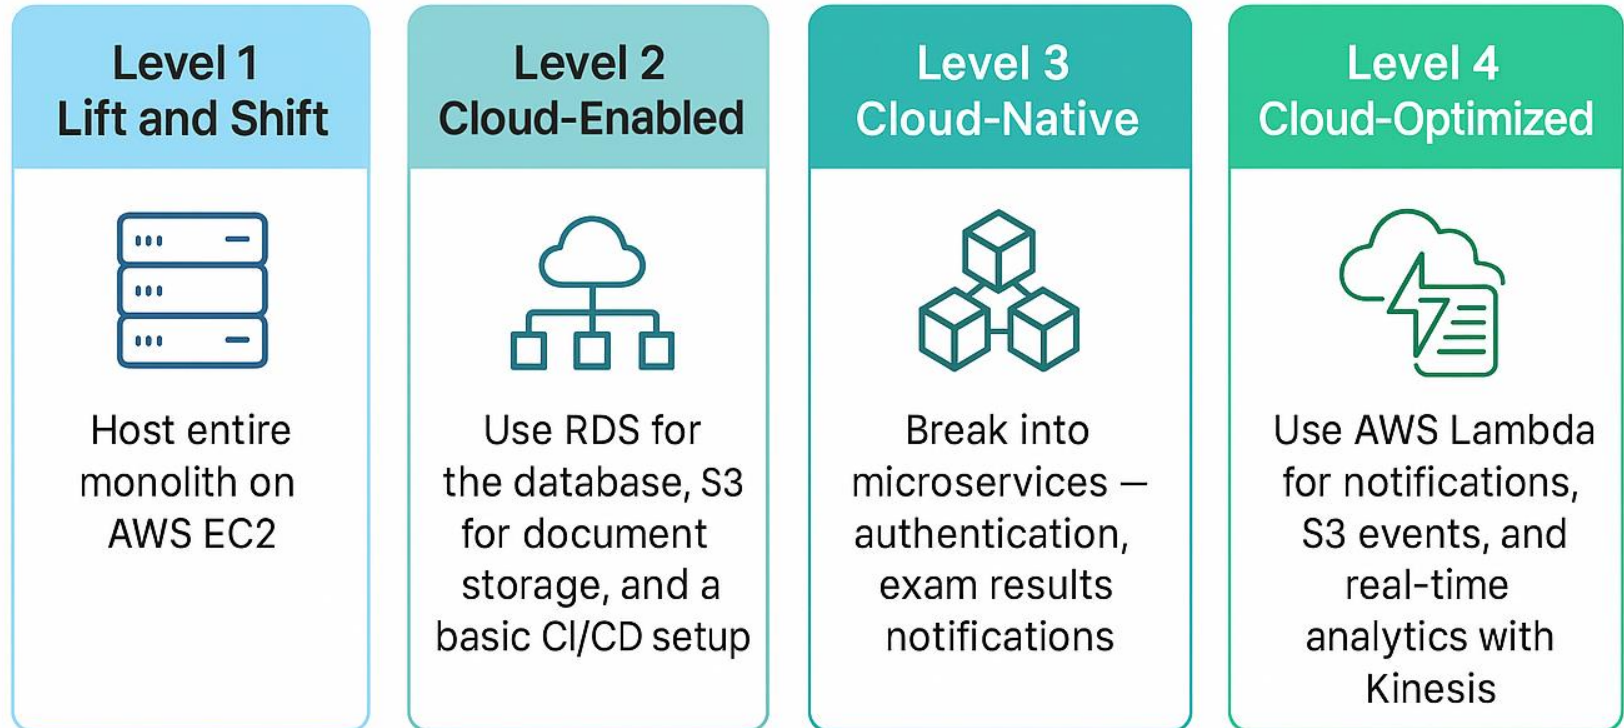 Level 1
Lift and Shift
Host entire
monolith on
AWS EC2
Level 2
Cloud-Enabled
Use RDS for
the database, S3
for document
storage, and a
basic CI/CD setup
Level 3
Cloud-Native
Break into
microservices —
authentication,
exam results
notifications
Level 4
Cloud-Optimized
Use AWS Lambda
for notifications,
S3 events, and
real-time
analytics with
Kinesis